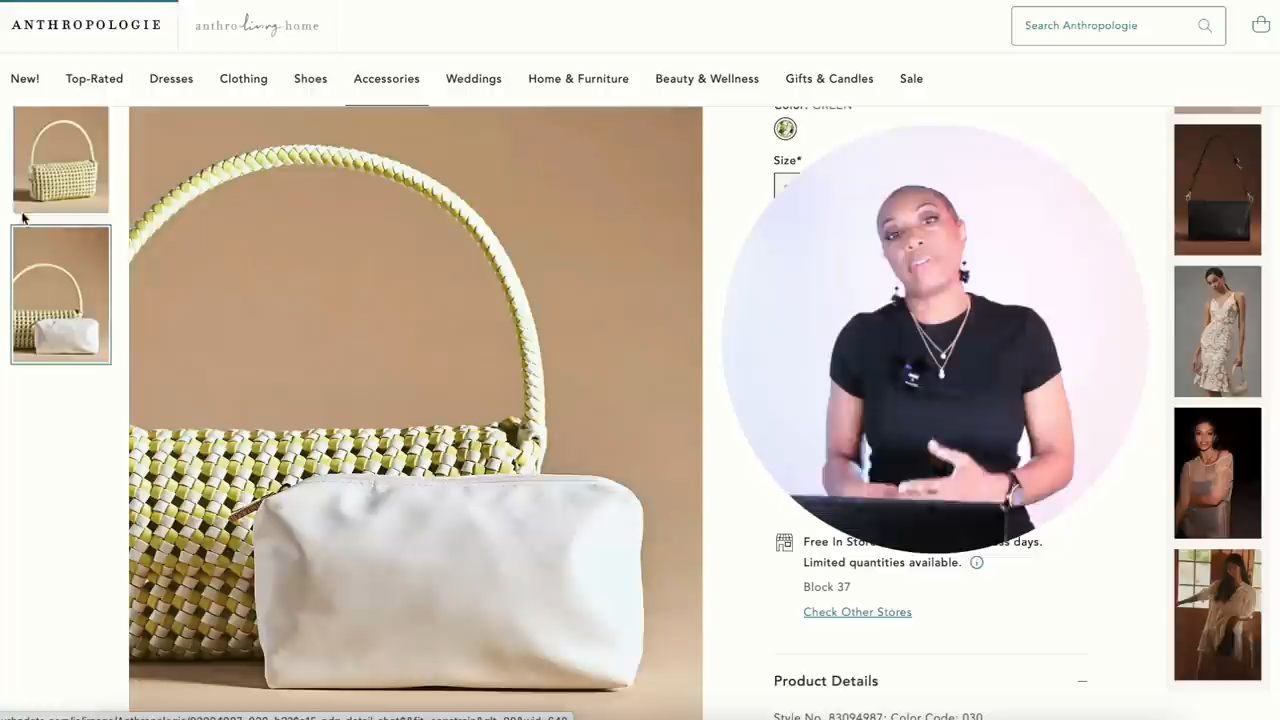 ANTHROPOLOGIE
anthro living home
Search Anthropologie
New!
Top-Rated
Dresses
Clothing
Shoes
Accessories
Weddings
Home & Furniture
Beauty & Wellness
Gifts & Candles
Sale
Color: GREEN
Size*
Free In Stor
s days.
Limited quantities available.
Block 37
Check Other Stores
Product Details
Style No. 83094987; Color Code: 030